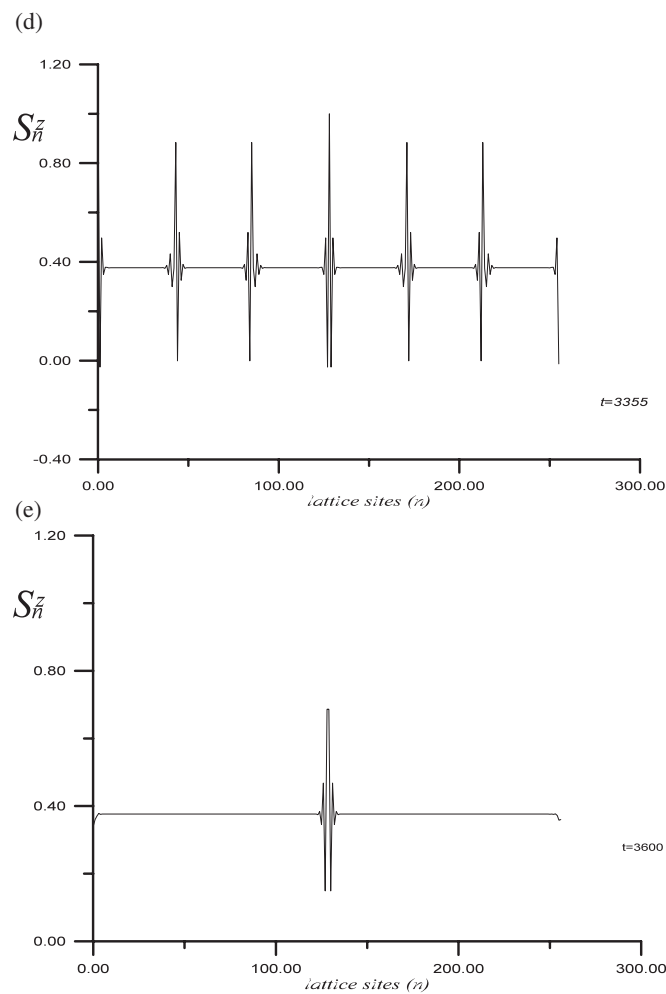 (d)
1.20
S_n^z
0.80
0.40
0.00
t=3355
-0.40
0.00 100.00 200.00 300.00
lattice sites (n)
(e)
1.20
S_n^z
0.80
0.40
t=3600
0.00
0.00 100.00 200.00 300.00
lattice sites (n)